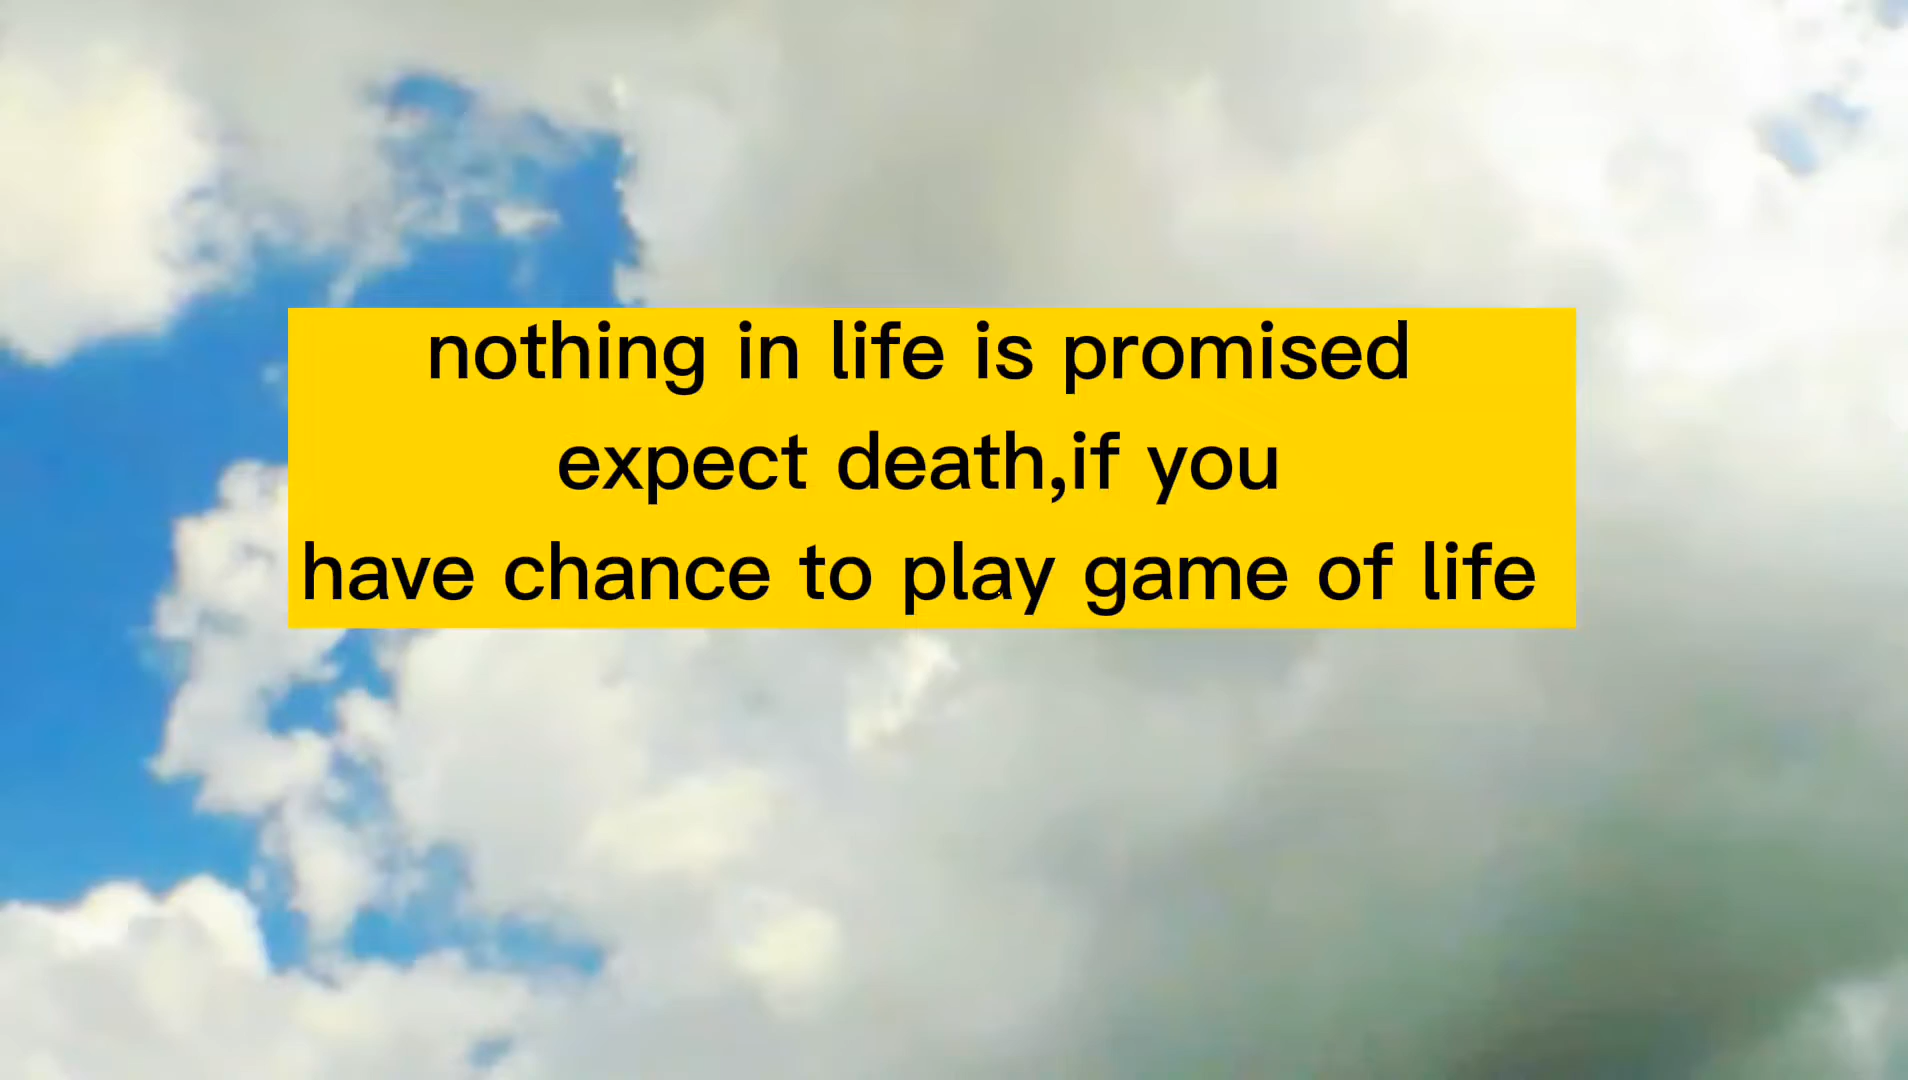 nothing in life is promised
expect death,if you
have chance to play game of life